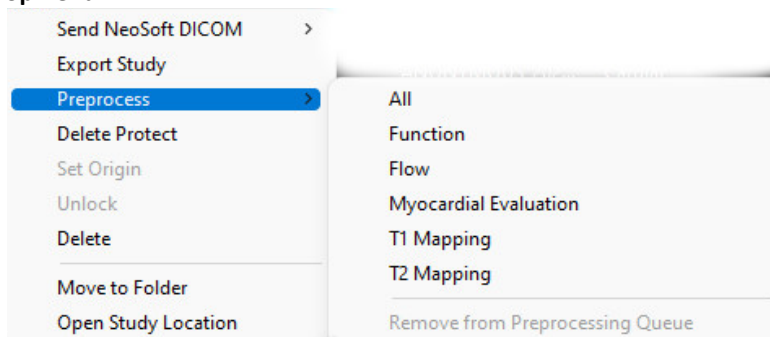 Send NeoSoft DICOM
Export Study
Preprocess
Delete Protect
Set Origin
Unlock
Delete
Move to Folder
Open Study Location
All
Function
Flow
Myocardial Evaluation
T1 Mapping
T2 Mapping
Remove from Preprocessing Queue